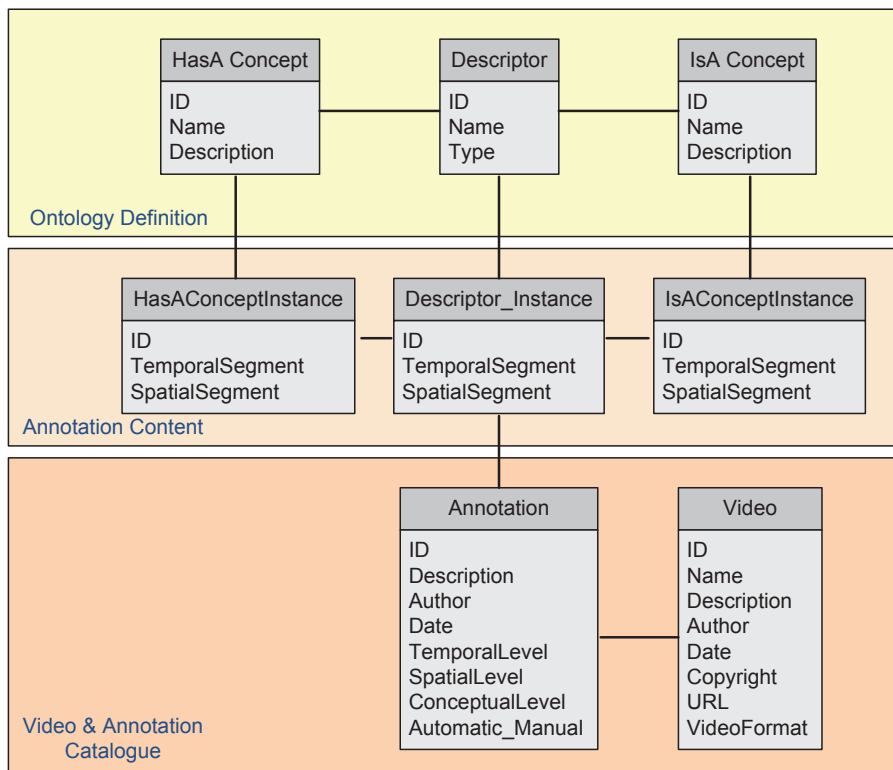 HasA Concept
ID
Name
Description
Descriptor
ID
Name
Type
IsA Concept
ID
Name
Description
Ontology Definition
HasAConceptInstance
ID
TemporalSegment
SpatialSegment
Descriptor_Instance
ID
TemporalSegment
SpatialSegment
IsAConceptInstance
ID
TemporalSegment
SpatialSegment
Annotation Content
Annotation
ID
Description
Author
Date
TemporalLevel
SpatialLevel
ConceptualLevel
Automatic_Manual
Video
ID
Name
Description
Author
Date
Copyright
URL
VideoFormat
Video & Annotation
Catalogue